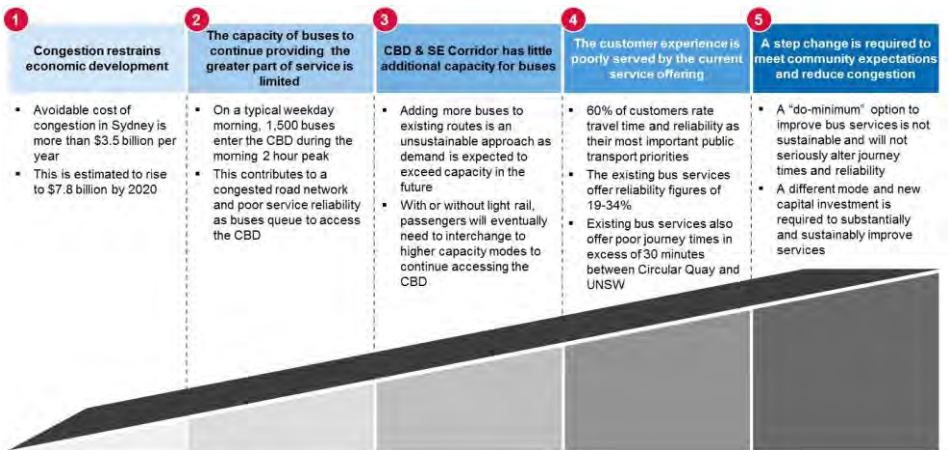 1
Congestion restrains
economic development
▪ Avoidable cost of
congestion in Sydney is
more than $3.5 billion per
year
▪ This is estimated to rise
to $7.8 billion by 2020
2
The capacity of buses to
continue providing the
greater part of service is
limited
▪ On a typical weekday
morning, 1,500 buses
enter the CBD during the
morning 2 hour peak
▪ This contributes to a
congested road network
and poor service reliability
as buses queue to access
the CBD
3
CBD & SE Corridor has little
additional capacity for buses
▪ Adding more buses to
existing routes is an
unsustainable approach as
demand is expected to
exceed capacity in the
future
▪ With or without light rail,
passengers will eventually
need to interchange to
higher capacity modes to
continue accessing the
CBD
4
The customer experience is
poorly served by the current
service offering
▪ 60% of customers rate
travel time and reliability as
their most important public
transport priorities
▪ The existing bus services
offer reliability figures of
19-34%
▪ Existing bus services also
offer poor journey times in
excess of 30 minutes
between Circular Quay and
UNSW
5
A step change is required to
meet community expectations
and reduce congestion
▪ A "do-minimum" option to
improve bus services is not
sustainable and will not
seriously alter journey
times and reliability
▪ A different mode and new
capital investment is
required to substantially
and sustainably improve
services